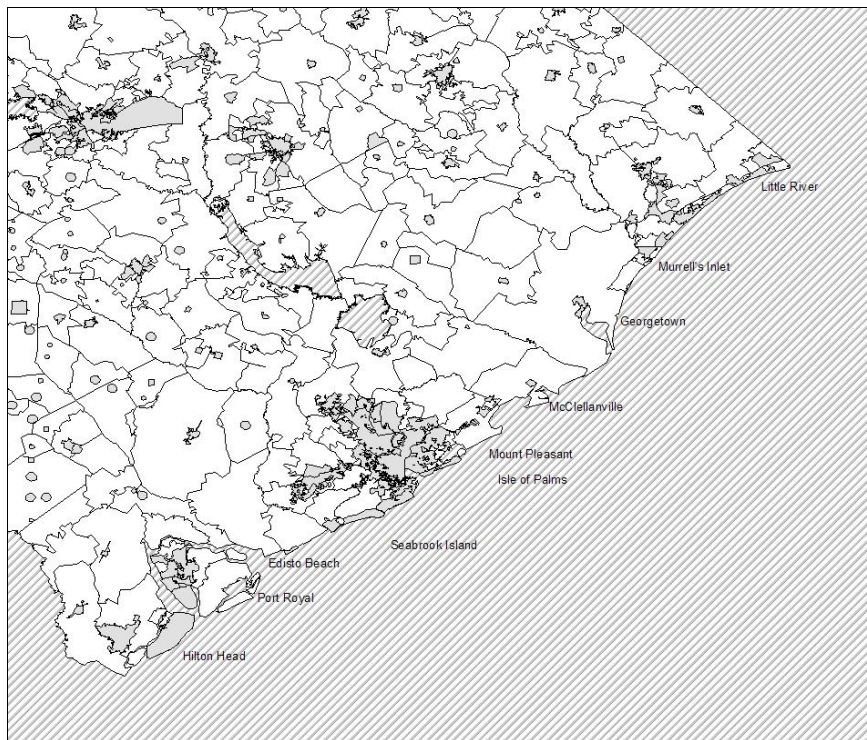 Little River
Murrell's Inlet
Georgetown
McClellanville
Mount Pleasant
Isle of Palms
Seabrook Island
Edisto Beach
Port Royal
Hilton Head